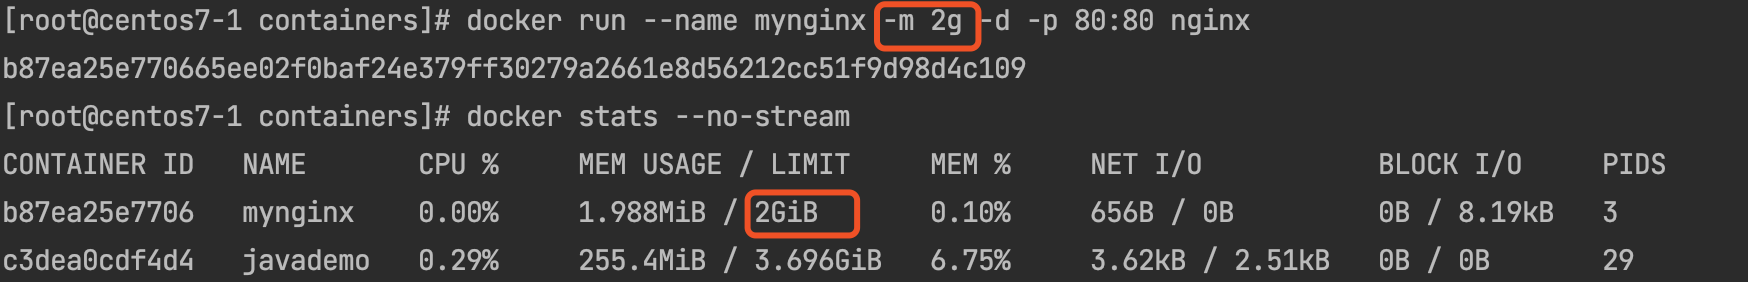 [root@centos7-1 containers]# docker run --name mynginx -m 2g -d -p 80:80 nginx
b87ea25e770665ee02f0baf24e379ff30279a2661e8d56212cc51f9d98d4c109
[root@centos7-1 containers]# docker stats --no-stream
CONTAINER ID   NAME       CPU %     MEM USAGE / LIMIT     MEM %     NET I/O           BLOCK I/O     PIDS
b87ea25e7706   mynginx    0.00%     1.988MiB / 2GiB       0.10%     656B / 0B         0B / 8.19kB   3
c3dea0cdf4d4   javademo   0.29%     255.4MiB / 3.696GiB   6.75%     3.62kB / 2.51kB   0B / 0B       29